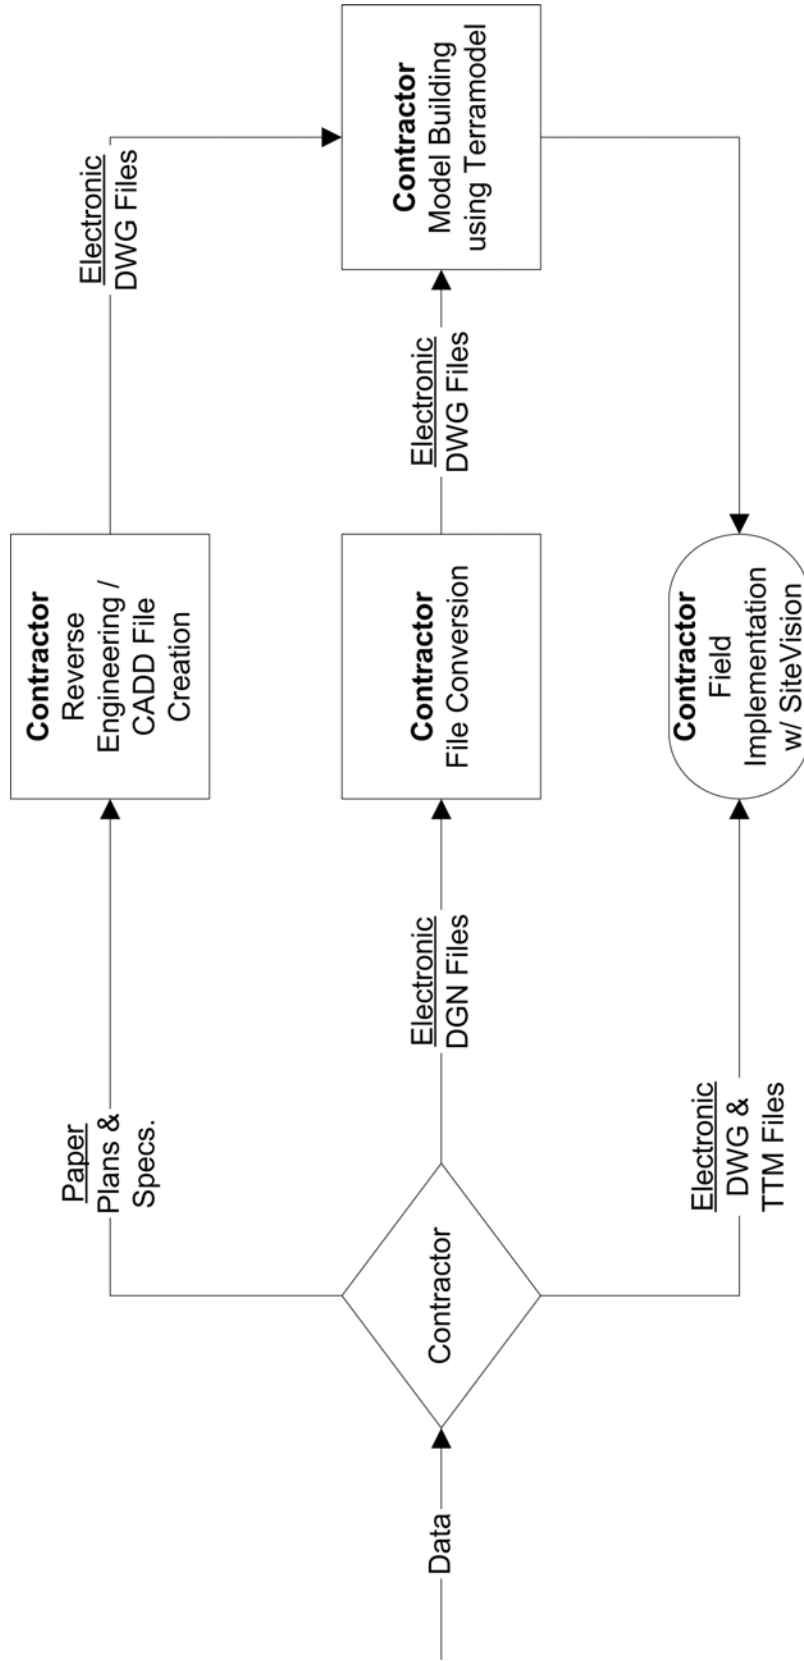 Data
Contractor
Paper
Plans &
Specs.
Electronic
DGN Files
Electronic
DWG &
TTM Files
Contractor
Reverse
Engineering /
CADD File
Creation
Contractor
File Conversion
Contractor
Field
Implementation
w/ SiteVision
Electronic
DWG Files
Electronic
DWG Files
Contractor
Model Building
using Terramodel